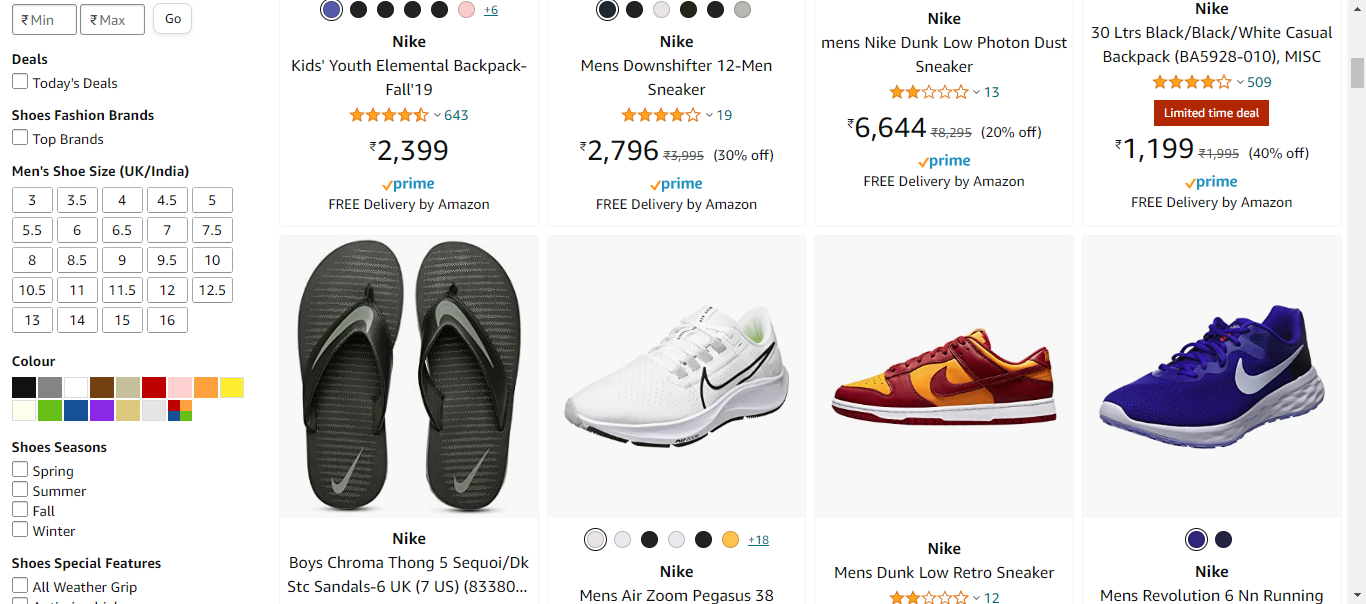 ₹ Min ₹ Max Go
Deals
Today's Deals
Shoes Fashion Brands
Top Brands
Men's Shoe Size (UK/India)
3 3.5 4 4.5 5
5.5 6 6.5 7 7.5
8 8.5 9 9.5 10
10.5 11 11.5 12 12.5
13 14 15 16
Colour
Shoes Seasons
Spring
Summer
Fall
Winter
Shoes Special Features
All Weather Grip
+6
Nike
Kids' Youth Elemental Backpack-
Fall'19
643
₹2,399
prime
FREE Delivery by Amazon
Nike
Mens Downshifter 12-Men
Sneaker
19
₹2,796 ₹3,995 (30% off)
prime
FREE Delivery by Amazon
Nike
mens Nike Dunk Low Photon Dust
Sneaker
13
₹6,644 ₹8,295 (20% off)
prime
FREE Delivery by Amazon
Nike
30 Ltrs Black/Black/White Casual
Backpack (BA5928-010), MISC
509
Limited time deal
₹1,199 ₹1,995 (40% off)
prime
FREE Delivery by Amazon
Nike
Boys Chroma Thong 5 Sequoi/Dk
Stc Sandals-6 UK (7 US) (83380...
+18
Nike
Mens Air Zoom Pegasus 38
Nike
Mens Dunk Low Retro Sneaker
12
Nike
Mens Revolution 6 Nn Running